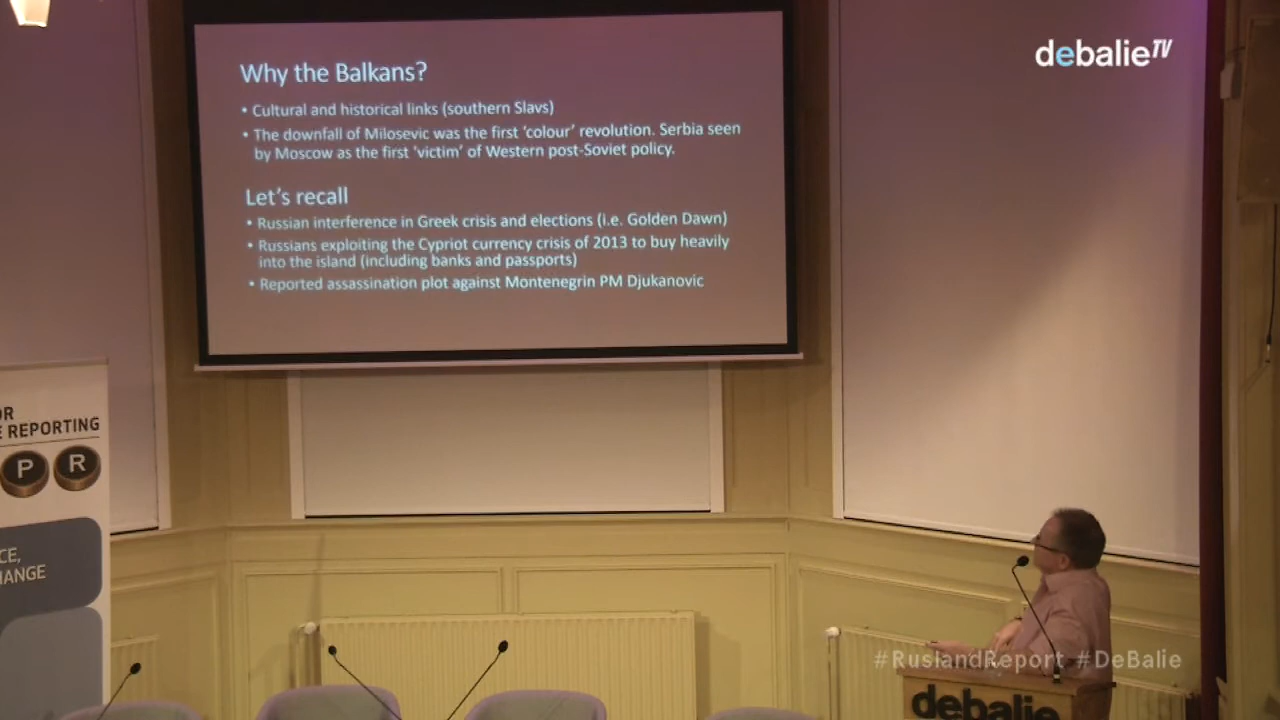 debalieTV
Why the Balkans?
• Cultural and historical links (southern Slavs)
• The downfall of Milosevic was the first ‘colour’ revolution. Serbia seen
by Moscow as the first ‘victim’ of Western post-Soviet policy.
Let’s recall
• Russian interference in Greek crisis and elections (i.e. Golden Dawn)
• Russians exploiting the Cypriot currency crisis of 2013 to buy heavily
into the island (including banks and passports)
• Reported assassination plot against Montenegrin PM Djukanovic
OR
E REPORTING
P R
CE,
HANGE
#RuslandReport #DeBalie
debalie